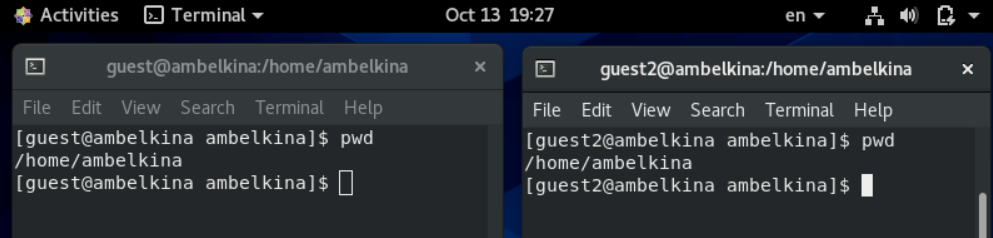 Activities Terminal Oct 13 19:27 en
guest@ambelkina:/home/ambelkina
File Edit View Search Terminal Help
[guest@ambelkina ambelkina]$ pwd
/home/ambelkina
[guest@ambelkina ambelkina]$
guest2@ambelkina:/home/ambelkina
File Edit View Search Terminal Help
[guest2@ambelkina ambelkina]$ pwd
/home/ambelkina
[guest2@ambelkina ambelkina]$